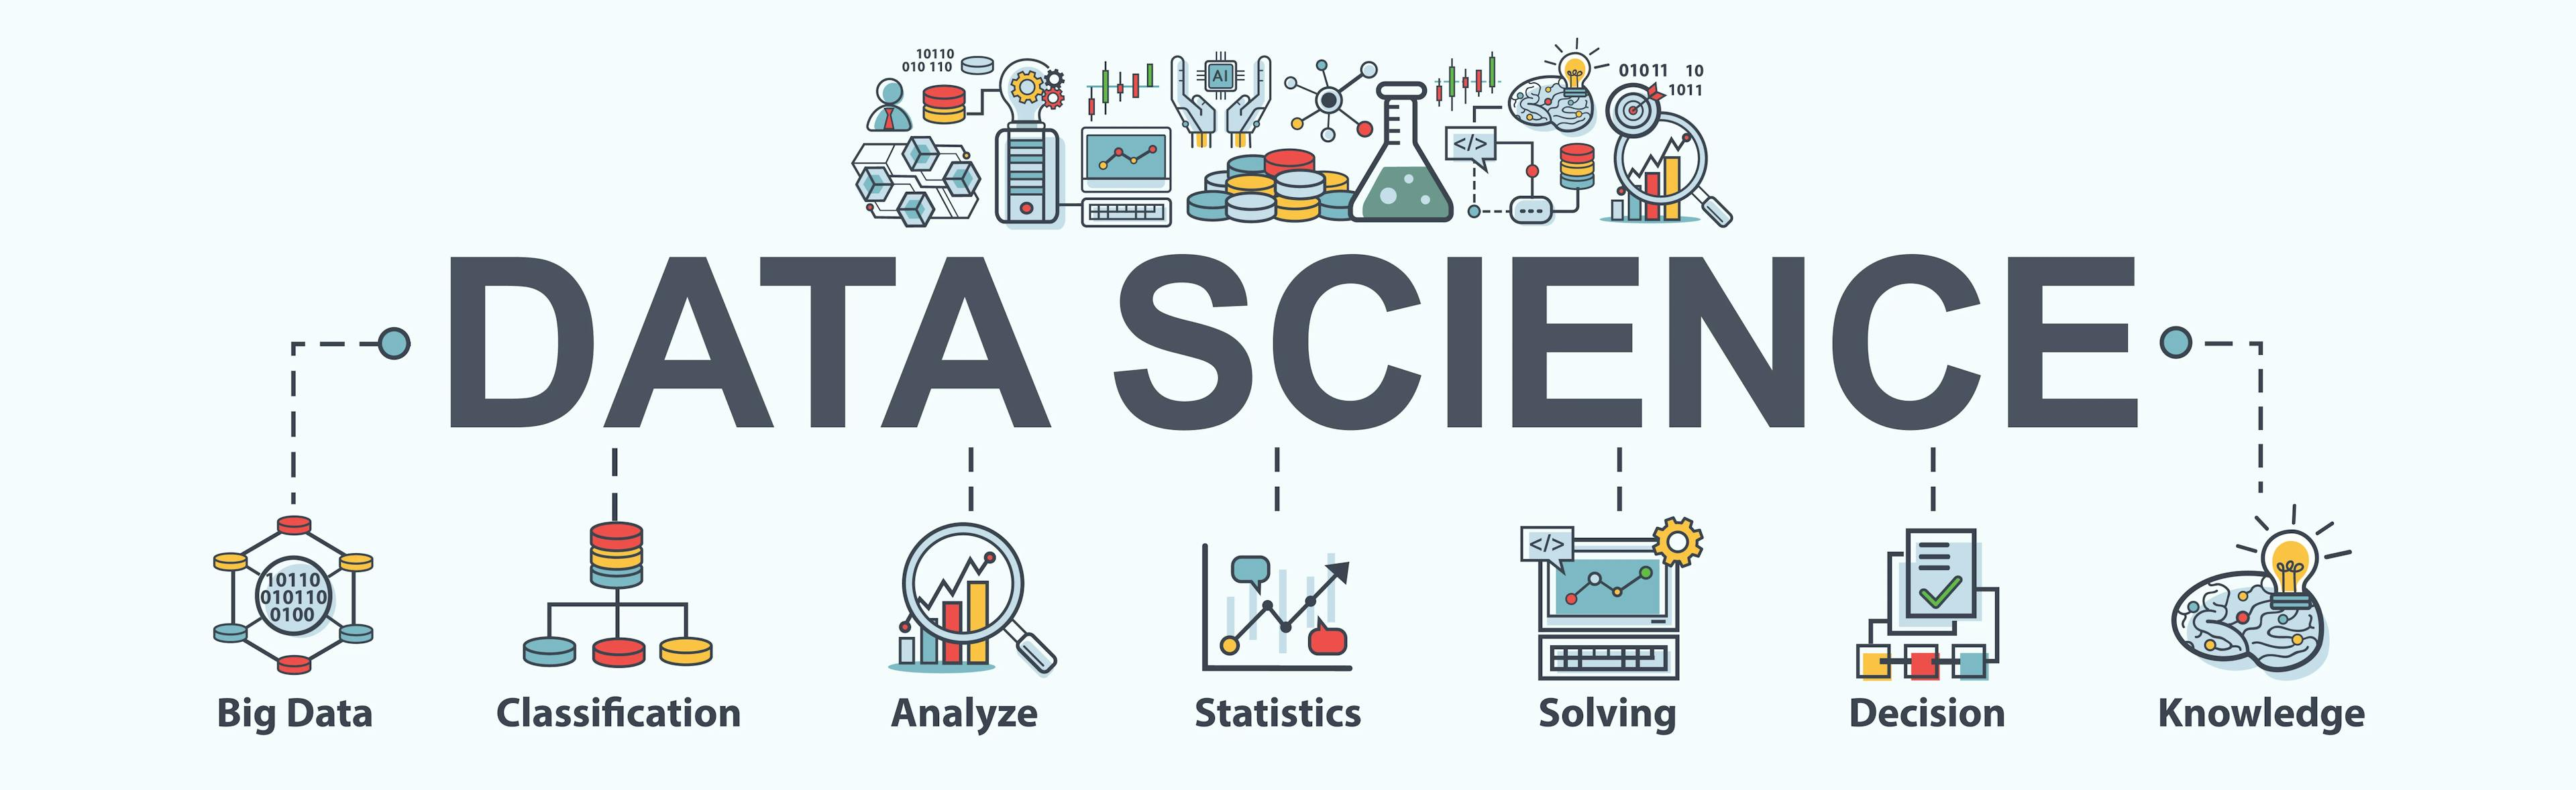 10110
010 110
AI
</>
01011 10
1011
DATA SCIENCE
10110
010110
0100
</>
Big Data
Classification
Analyze
Statistics
Solving
Decision
Knowledge